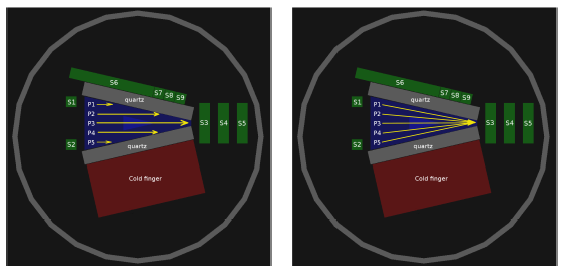 S6
S7
S8
S9
S1
quartz
P1
P2
P3
P4
P5
S3
S4
S5
S2
quartz
Cold finger
S6
S7
S8
S9
S1
quartz
P1
P2
P3
P4
P5
S3
S4
S5
S2
quartz
Cold finger